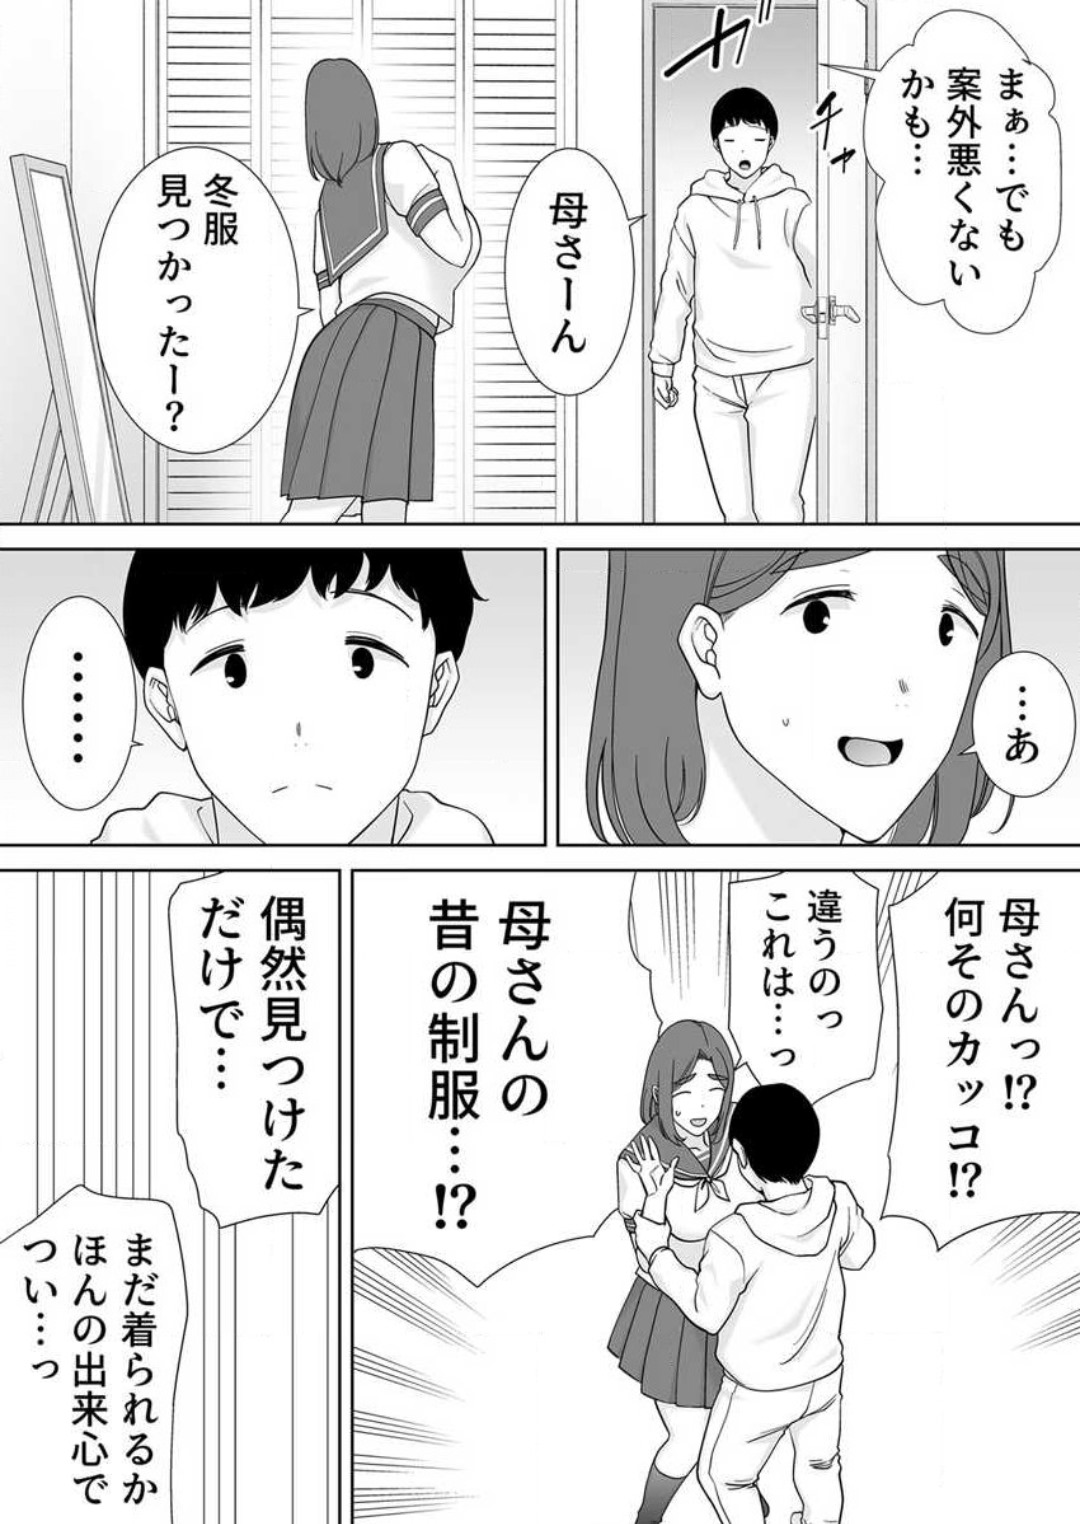 まぁ…でも
案外悪くない
かも…
ガチャ
母さーん
冬服
見つかったー?
…あ
……
母さんっ!?
何そのカッコ!?
違うのっ
これは…っ
母さんの
昔の制服…!?
偶然見つけた
だけで…
まだ着られるか
ほんの出来心で
つい…っ